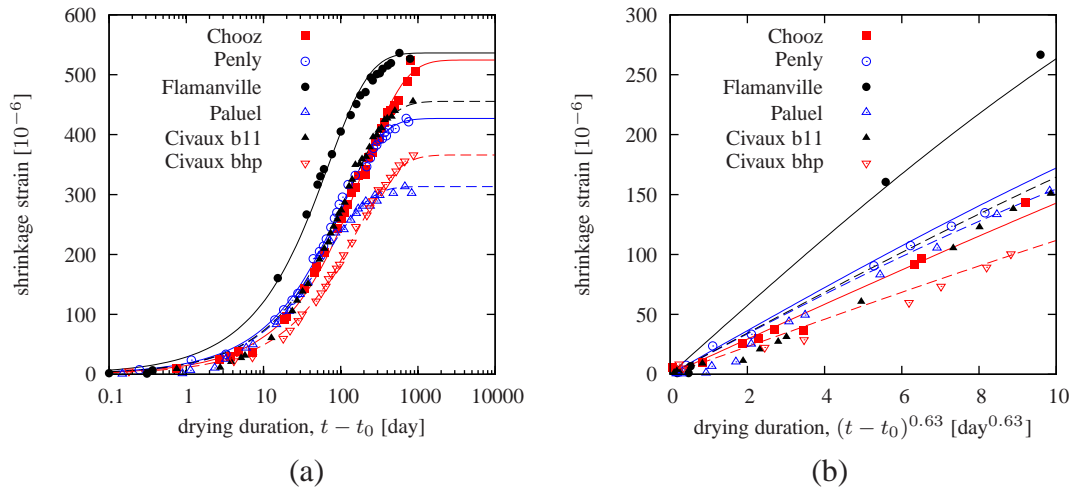 600
500
400
300
200
100
0
shrinkage strain [10⁻⁶]
Chooz
Penly
Flamanville
Paluel
Civaux b11
Civaux bhp
0.1 1 10 100 1000 10000
drying duration, t − t₀ [day]
(a)
300
250
200
150
100
50
0
shrinkage strain [10⁻⁶]
Chooz
Penly
Flamanville
Paluel
Civaux b11
Civaux bhp
0 2 4 6 8 10
drying duration, (t − t₀)^0.63 [day^0.63]
(b)